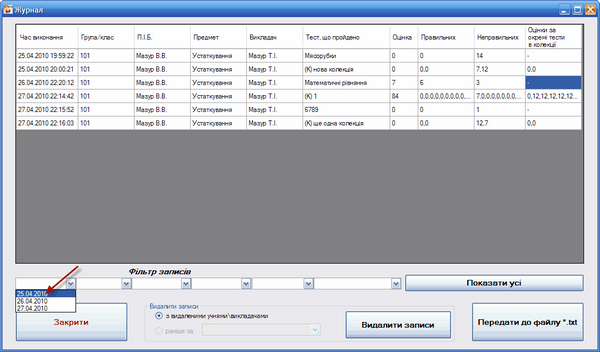 Журнал
Час виконання Група/клас П.І.Б. Предмет Викладач Тест, що пройдено Оцінка Правильних Неправильних Оцінки за окремі тести в колекції
25.04.2010 19:59:22 101 Мазур В.В. Устаткування Мазур Т.І. Мясорубки 0 0 14 -
25.04.2010 20:00:21 101 Мазур В.В. Устаткування Мазур Т.І. (К) нова колекція 0 0.0 7,12 0.0
26.04.2010 22:20:12 101 Мазур В.В. Устаткування Мазур Т.І. Математичні рівняння 7 6 3 -
27.04.2010 22:14:42 101 Мазур В.В. Устаткування Мазур Т.І. (К) 1 84 0,0,0,0,0,0,0,0,... 7,0,0,0,0,0,0,0,... 0,12,12,12,12,12...
27.04.2010 22:15:52 101 Мазур В.В. Устаткування Мазур Т.І. 6789 0 0 1 -
27.04.2010 22:16:03 101 Мазур В.В. Устаткування Мазур Т.І. (К) ще одна колекція 0 0.0 12,7 0.0
Фільтр записів
Показати усі
25.04.2010
26.04.2010
27.04.2010
Закрити
Видалити записи
з видаленими учнями\викладачами
раніше за
Видалити записи
Передати до файлу *.txt